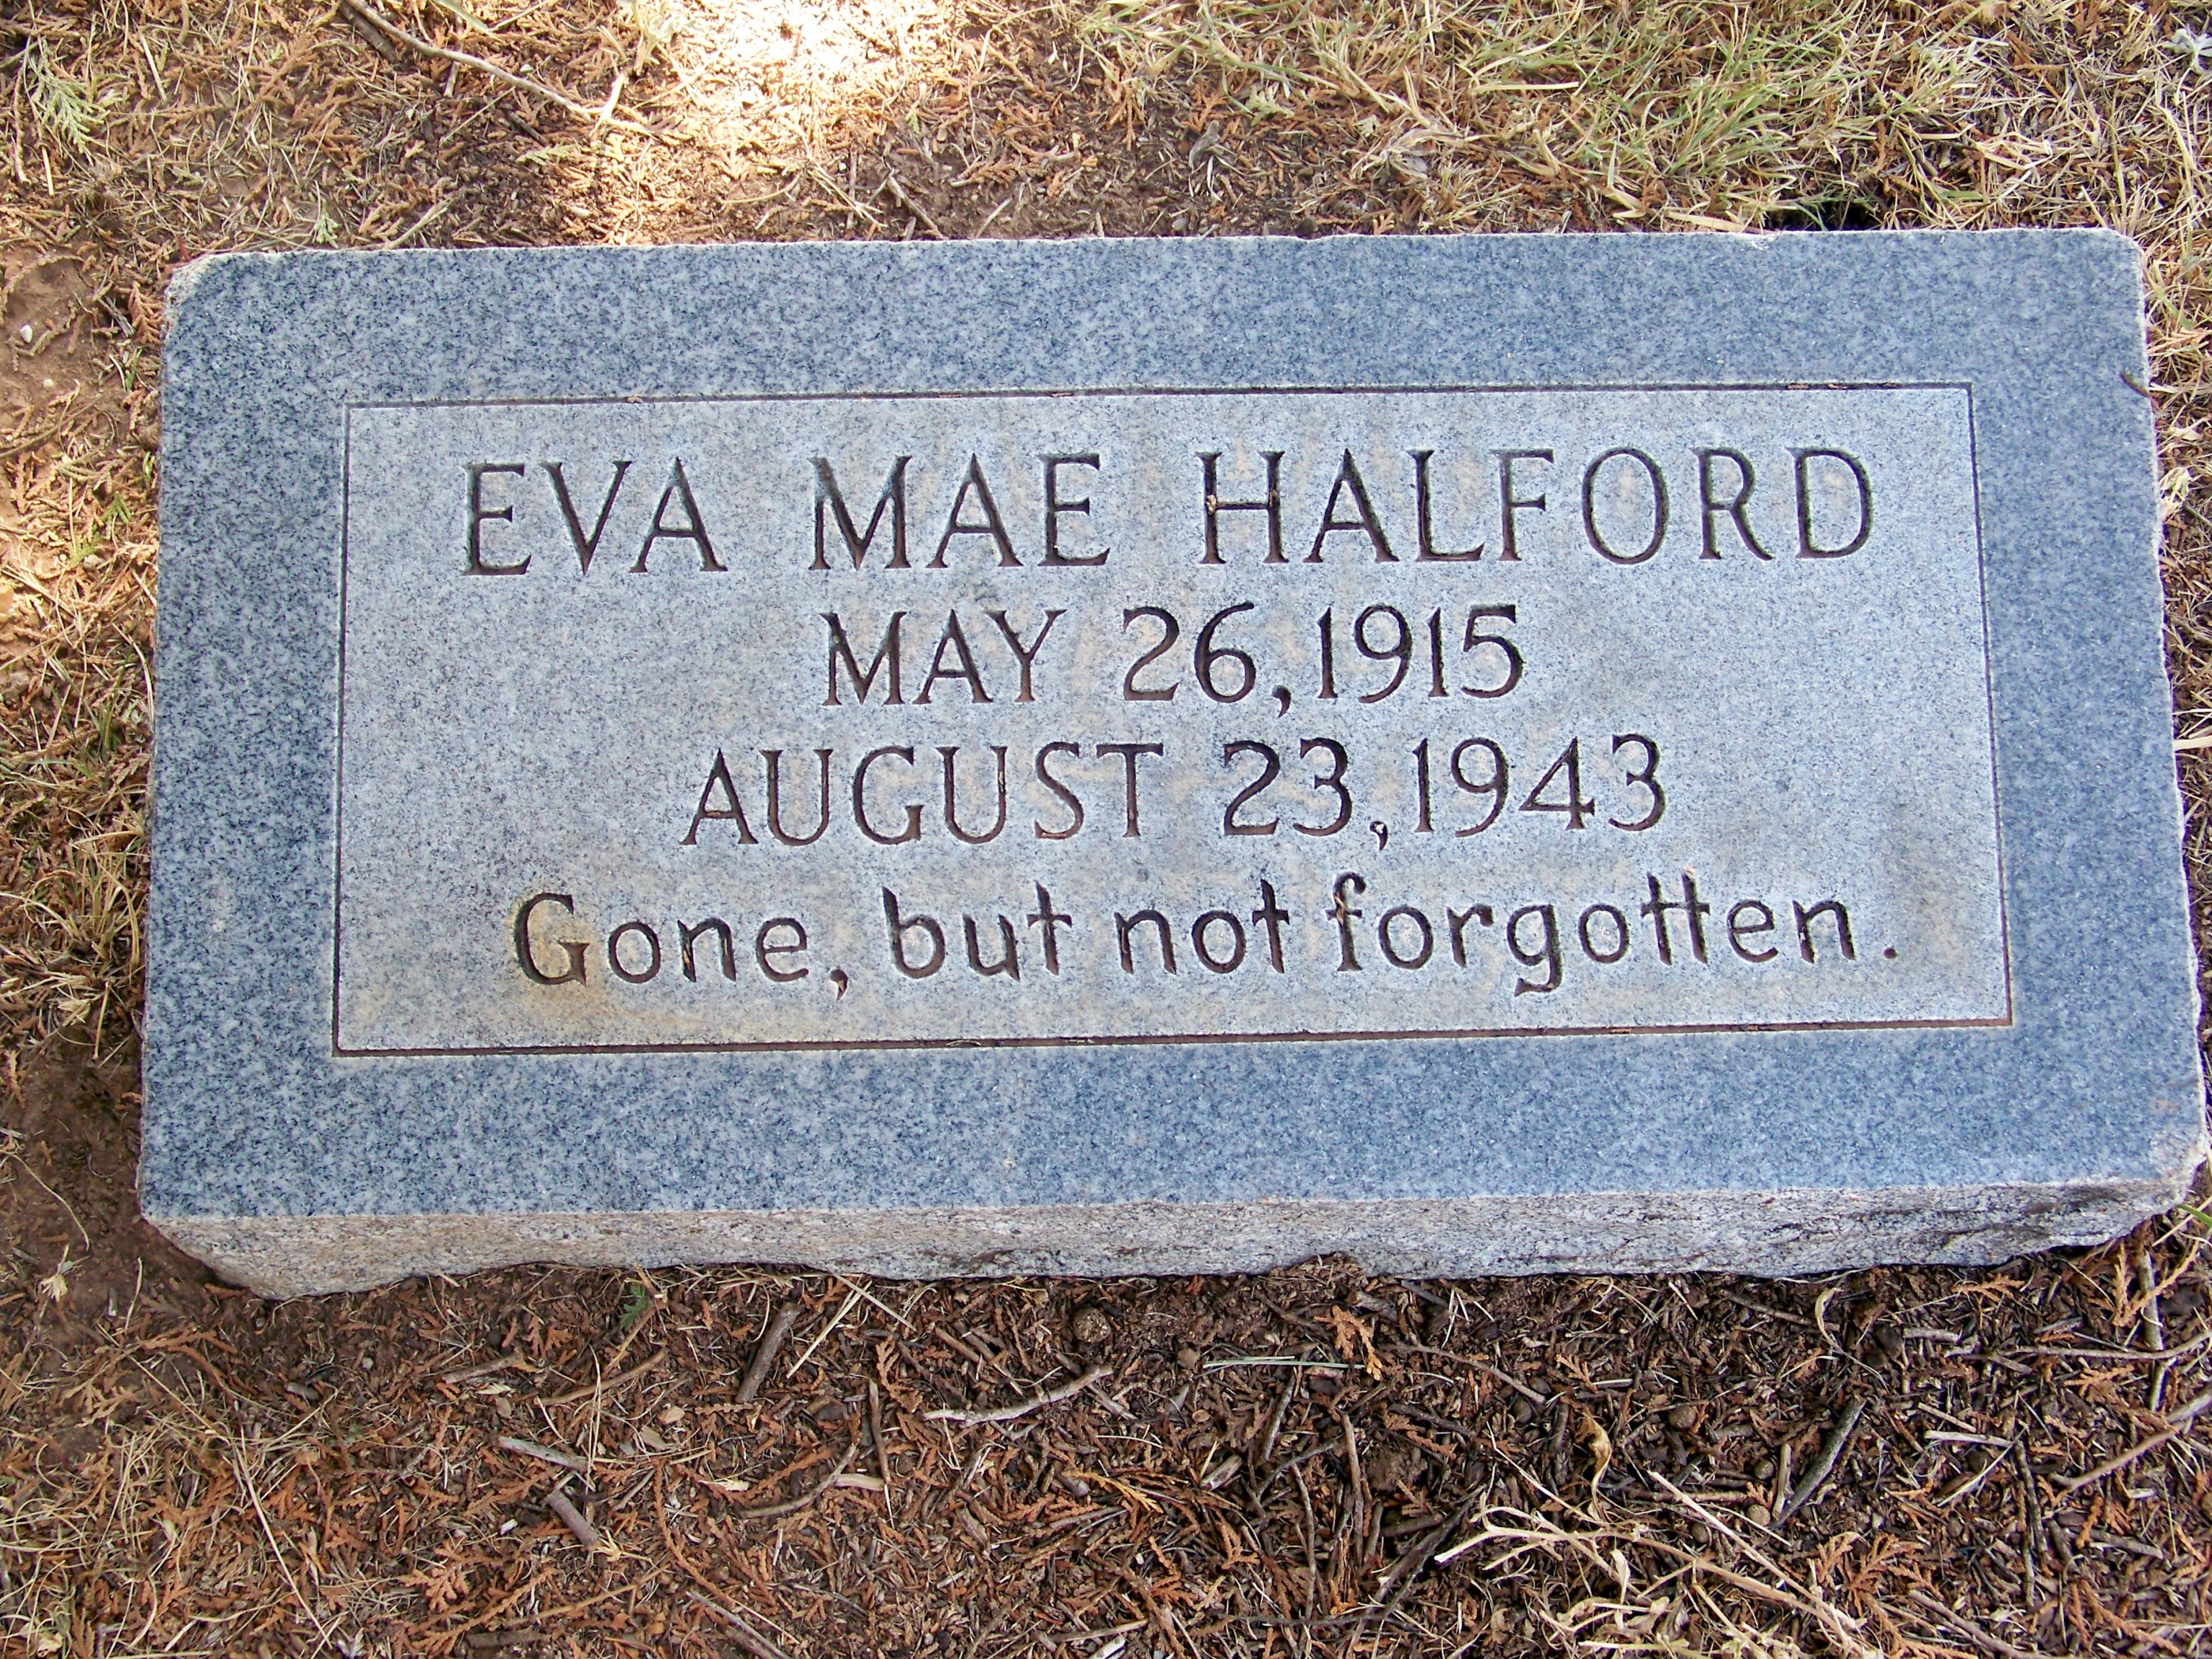 EVA MAE HALFORD
MAY 26, 1915
AUGUST 23, 1943
Gone, but not forgotten.